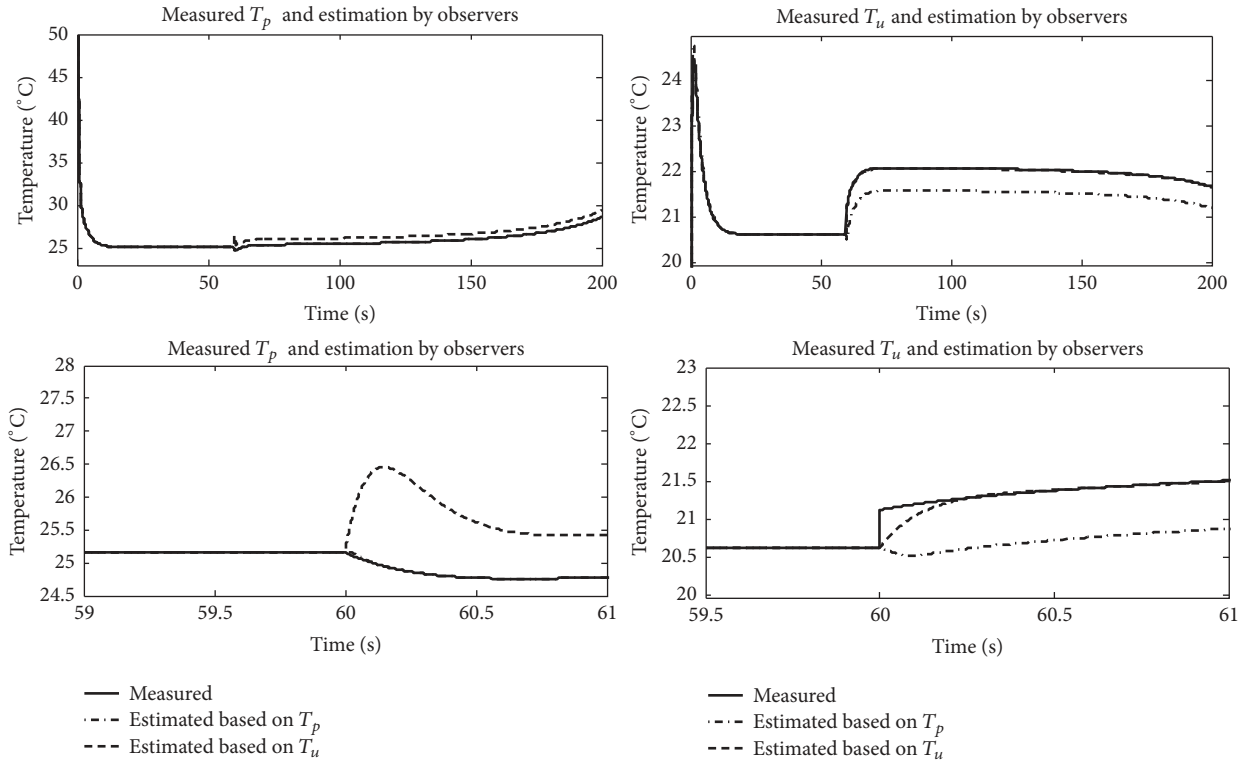 Measured T_p and estimation by observers
50
45
40
35
30
25
Temperature (°C)
0 50 100 150 200
Time (s)
Measured T_u and estimation by observers
24
23
22
21
20
Temperature (°C)
0 50 100 150 200
Time (s)
Measured T_p and estimation by observers
28
27.5
27
26.5
26
25.5
25
24.5
Temperature (°C)
59 59.5 60 60.5 61
Time (s)
Measured T_u and estimation by observers
23
22.5
22
21.5
21
20.5
20
Temperature (°C)
59.5 60 60.5 61
Time (s)
Measured
Estimated based on T_p
Estimated based on T_u
Measured
Estimated based on T_p
Estimated based on T_u